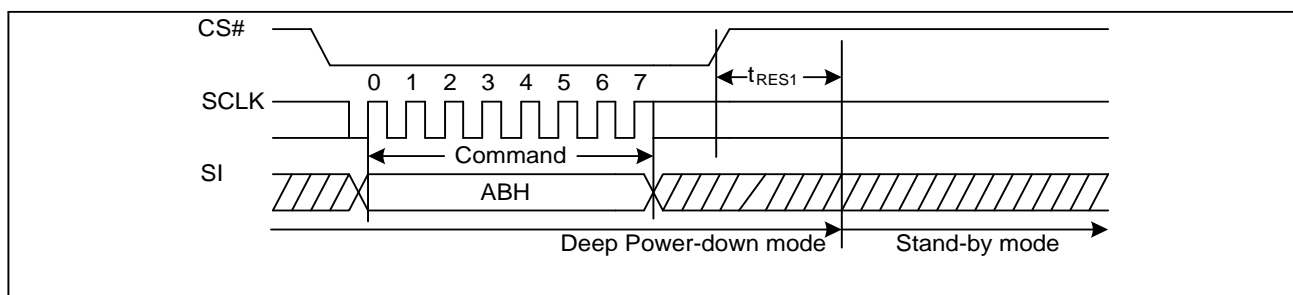 CS#
tRES1
0 1 2 3 4 5 6 7
SCLK
Command
SI
ABH
Deep Power-down mode Stand-by mode